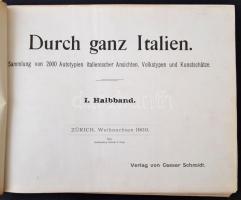 Durch ganz Italien.
Sammlung von 2000 Autotypien italienischer Ansichten, Volkstypen und Kunstschätze.
I. Halbband.
ZÜRICH, Weihnachten 1900.
Verlag von Caesar Schmidt.